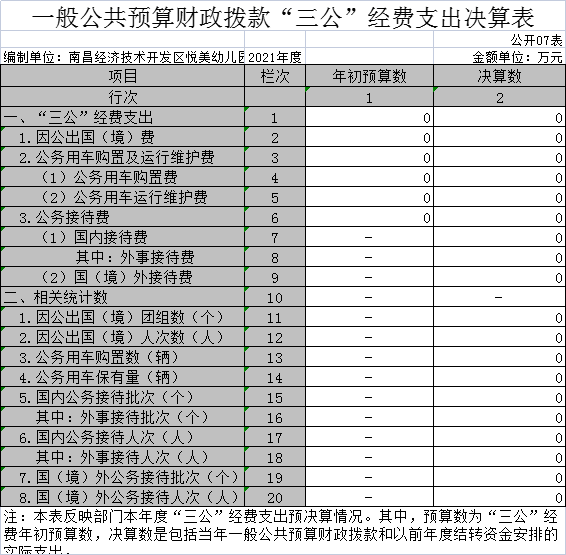 一般公共预算财政拨款“三公”经费支出决算表
公开07表
编制单位：南昌经济技术开发区悦美幼儿园 2021年度 金额单位：万元
项目 栏次 年初预算数 决算数
行次 1 2
一、“三公”经费支出 1 0 0
1.因公出国（境）费 2 0 0
2.公务用车购置及运行维护费 3 0 0
（1）公务用车购置费 4 0 0
（2）公务用车运行维护费 5 0 0
3.公务接待费 6 0 0
（1）国内接待费 7 - 0
其中：外事接待费 8 - 0
（2）国（境）外接待费 9 - 0
二、相关统计数 10 - -
1.因公出国（境）团组数（个） 11 - 0
2.因公出国（境）人次数（人） 12 - 0
3.公务用车购置数（辆） 13 - 0
4.公务用车保有量（辆） 14 - 0
5.国内公务接待批次（个） 15 - 0
其中：外事接待批次（个） 16 - 0
6.国内公务接待人次（人） 17 - 0
其中：外事接待人次（人） 18 - 0
7.国（境）外公务接待批次（个） 19 - 0
8.国（境）外公务接待人次（人） 20 - 0
注：本表反映部门本年度“三公”经费支出预决算情况。其中，预算数为“三公”经
费年初预算数，决算数是包括当年一般公共预算财政拨款和以前年度结转资金安排的
实际支出。